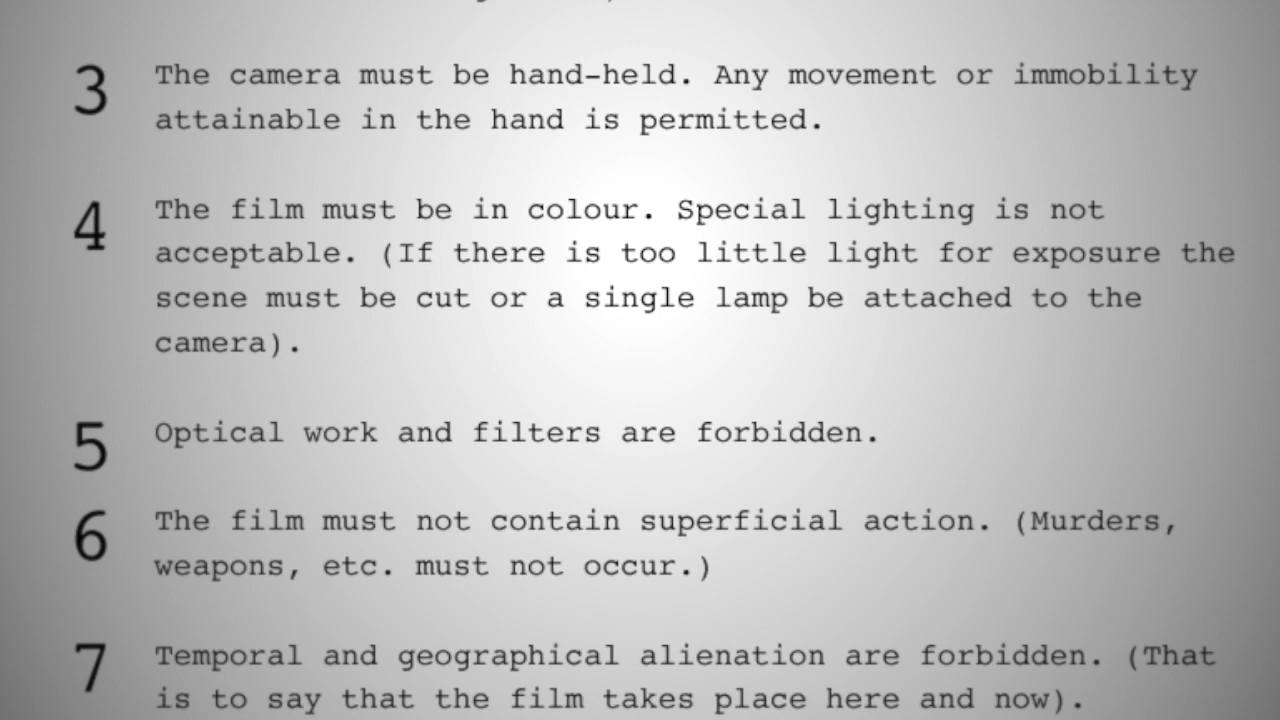 3 The camera must be hand-held. Any movement or immobility
attainable in the hand is permitted.
4 The film must be in colour. Special lighting is not
acceptable. (If there is too little light for exposure the
scene must be cut or a single lamp be attached to the
camera).
5 Optical work and filters are forbidden.
6 The film must not contain superficial action. (Murders,
weapons, etc. must not occur.)
7 Temporal and geographical alienation are forbidden. (That
is to say that the film takes place here and now).